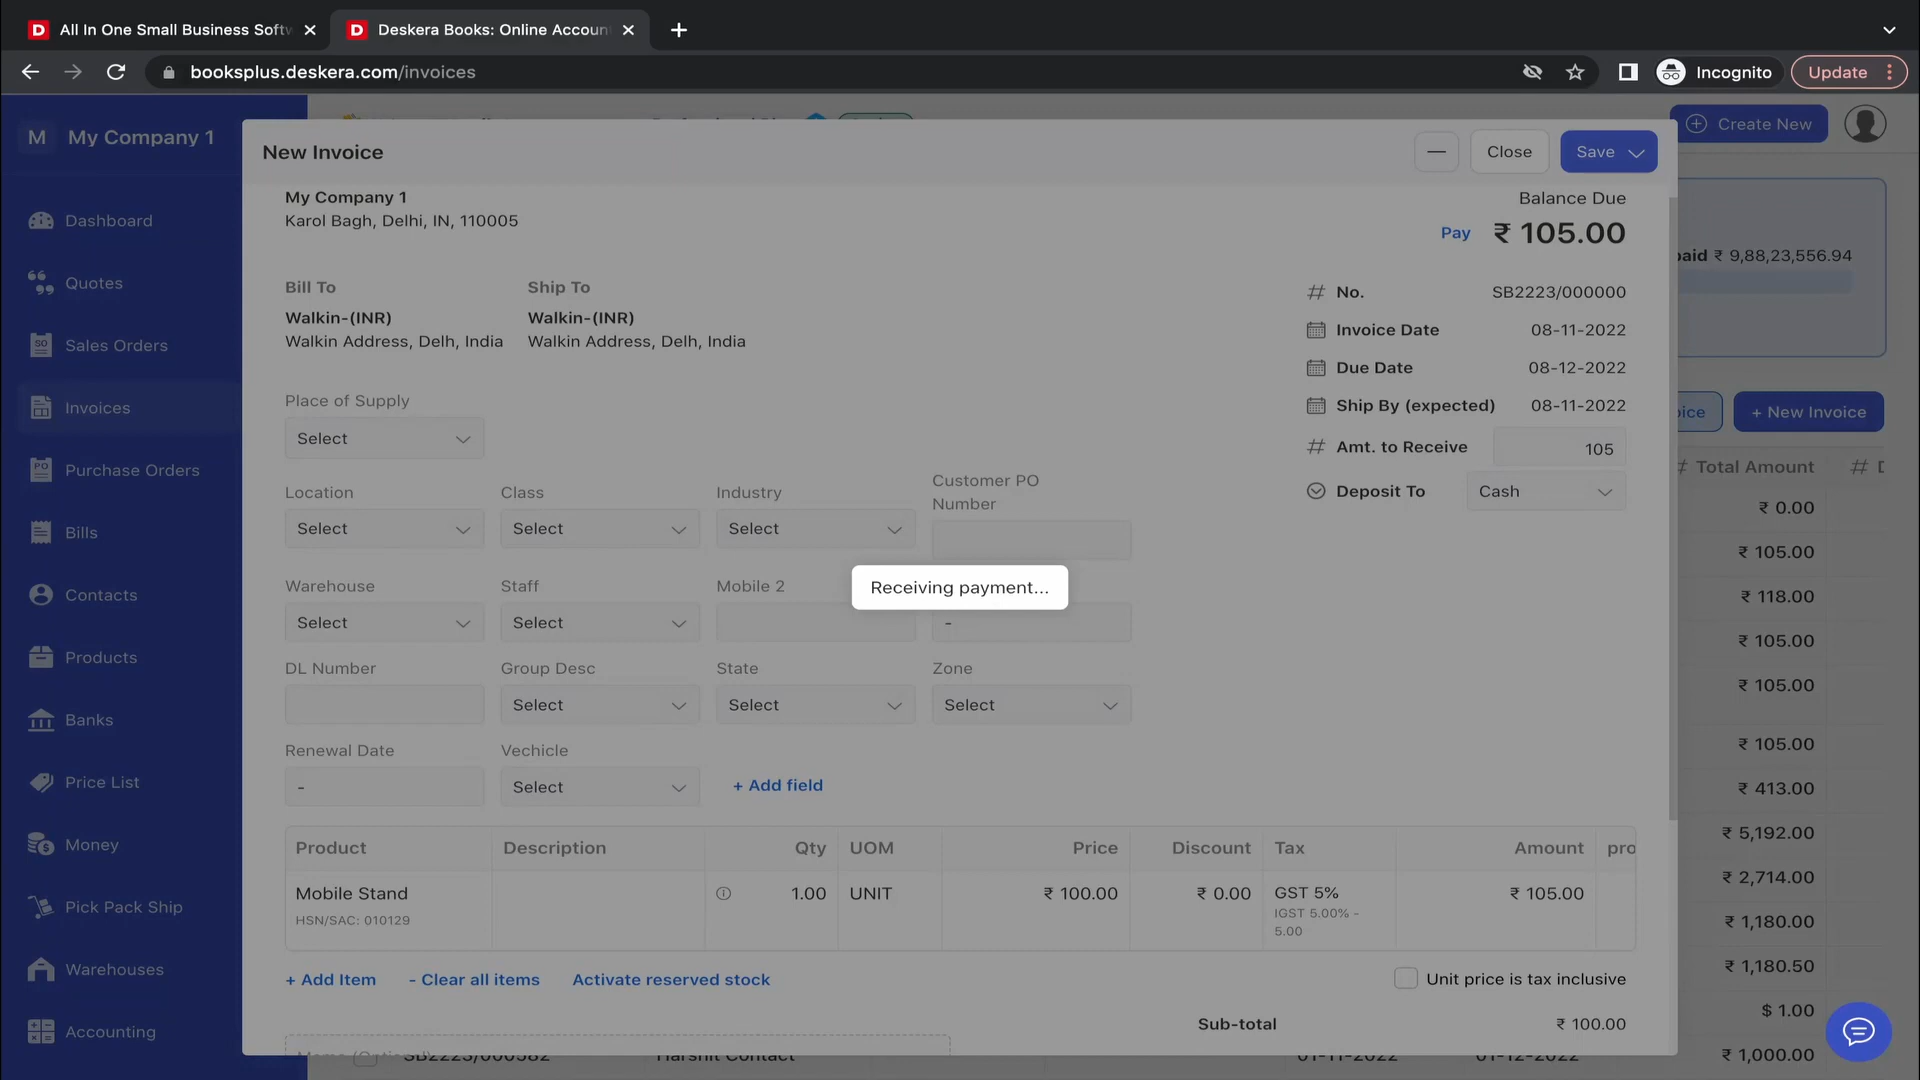 All In One Small Business Softw
Deskera Books: Online Accoun
booksplus.deskera.com/invoices
Incognito
Update
M My Company 1
Create New
New Invoice
Close
Save
My Company 1
Karol Bagh, Delhi, IN, 110005
Balance Due
Pay ₹ 105.00
paid ₹ 9,88,23,556.94
Bill To
Ship To
Walkin-(INR)
Walkin-(INR)
Walkin Address, Delh, India
Walkin Address, Delh, India
# No. SB2223/000000
Invoice Date 08-11-2022
Due Date 08-12-2022
Ship By (expected) 08-11-2022
# Amt. to Receive 105
Deposit To Cash
Dashboard
Quotes
Sales Orders
Invoices
Purchase Orders
Bills
Contacts
Products
Banks
Price List
Money
Pick Pack Ship
Warehouses
Accounting
Place of Supply
Select
Location
Class
Industry
Customer PO
Number
Select
Select
Select
Warehouse
Staff
Mobile 2
Receiving payment...
Select
Select
-
DL Number
Group Desc
State
Zone
Select
Select
Select
Renewal Date
Vechicle
-
Select
+ Add field
Product Description Qty UOM Price Discount Tax Amount pro
Mobile Stand 1.00 UNIT ₹ 100.00 ₹ 0.00 GST 5% ₹ 105.00
HSN/SAC: 010129
IGST 5.00% -
5.00
+ Add Item - Clear all items Activate reserved stock
Unit price is tax inclusive
Sub-total ₹ 100.00
SB2223/000582 Harshit Contact 01-11-2022 01-12-2022
oice
+ New Invoice
# Total Amount #
₹ 0.00
₹ 105.00
₹ 118.00
₹ 105.00
₹ 105.00
₹ 105.00
₹ 413.00
₹ 5,192.00
₹ 2,714.00
₹ 1,180.00
₹ 1,180.50
$ 1.00
₹ 1,000.00